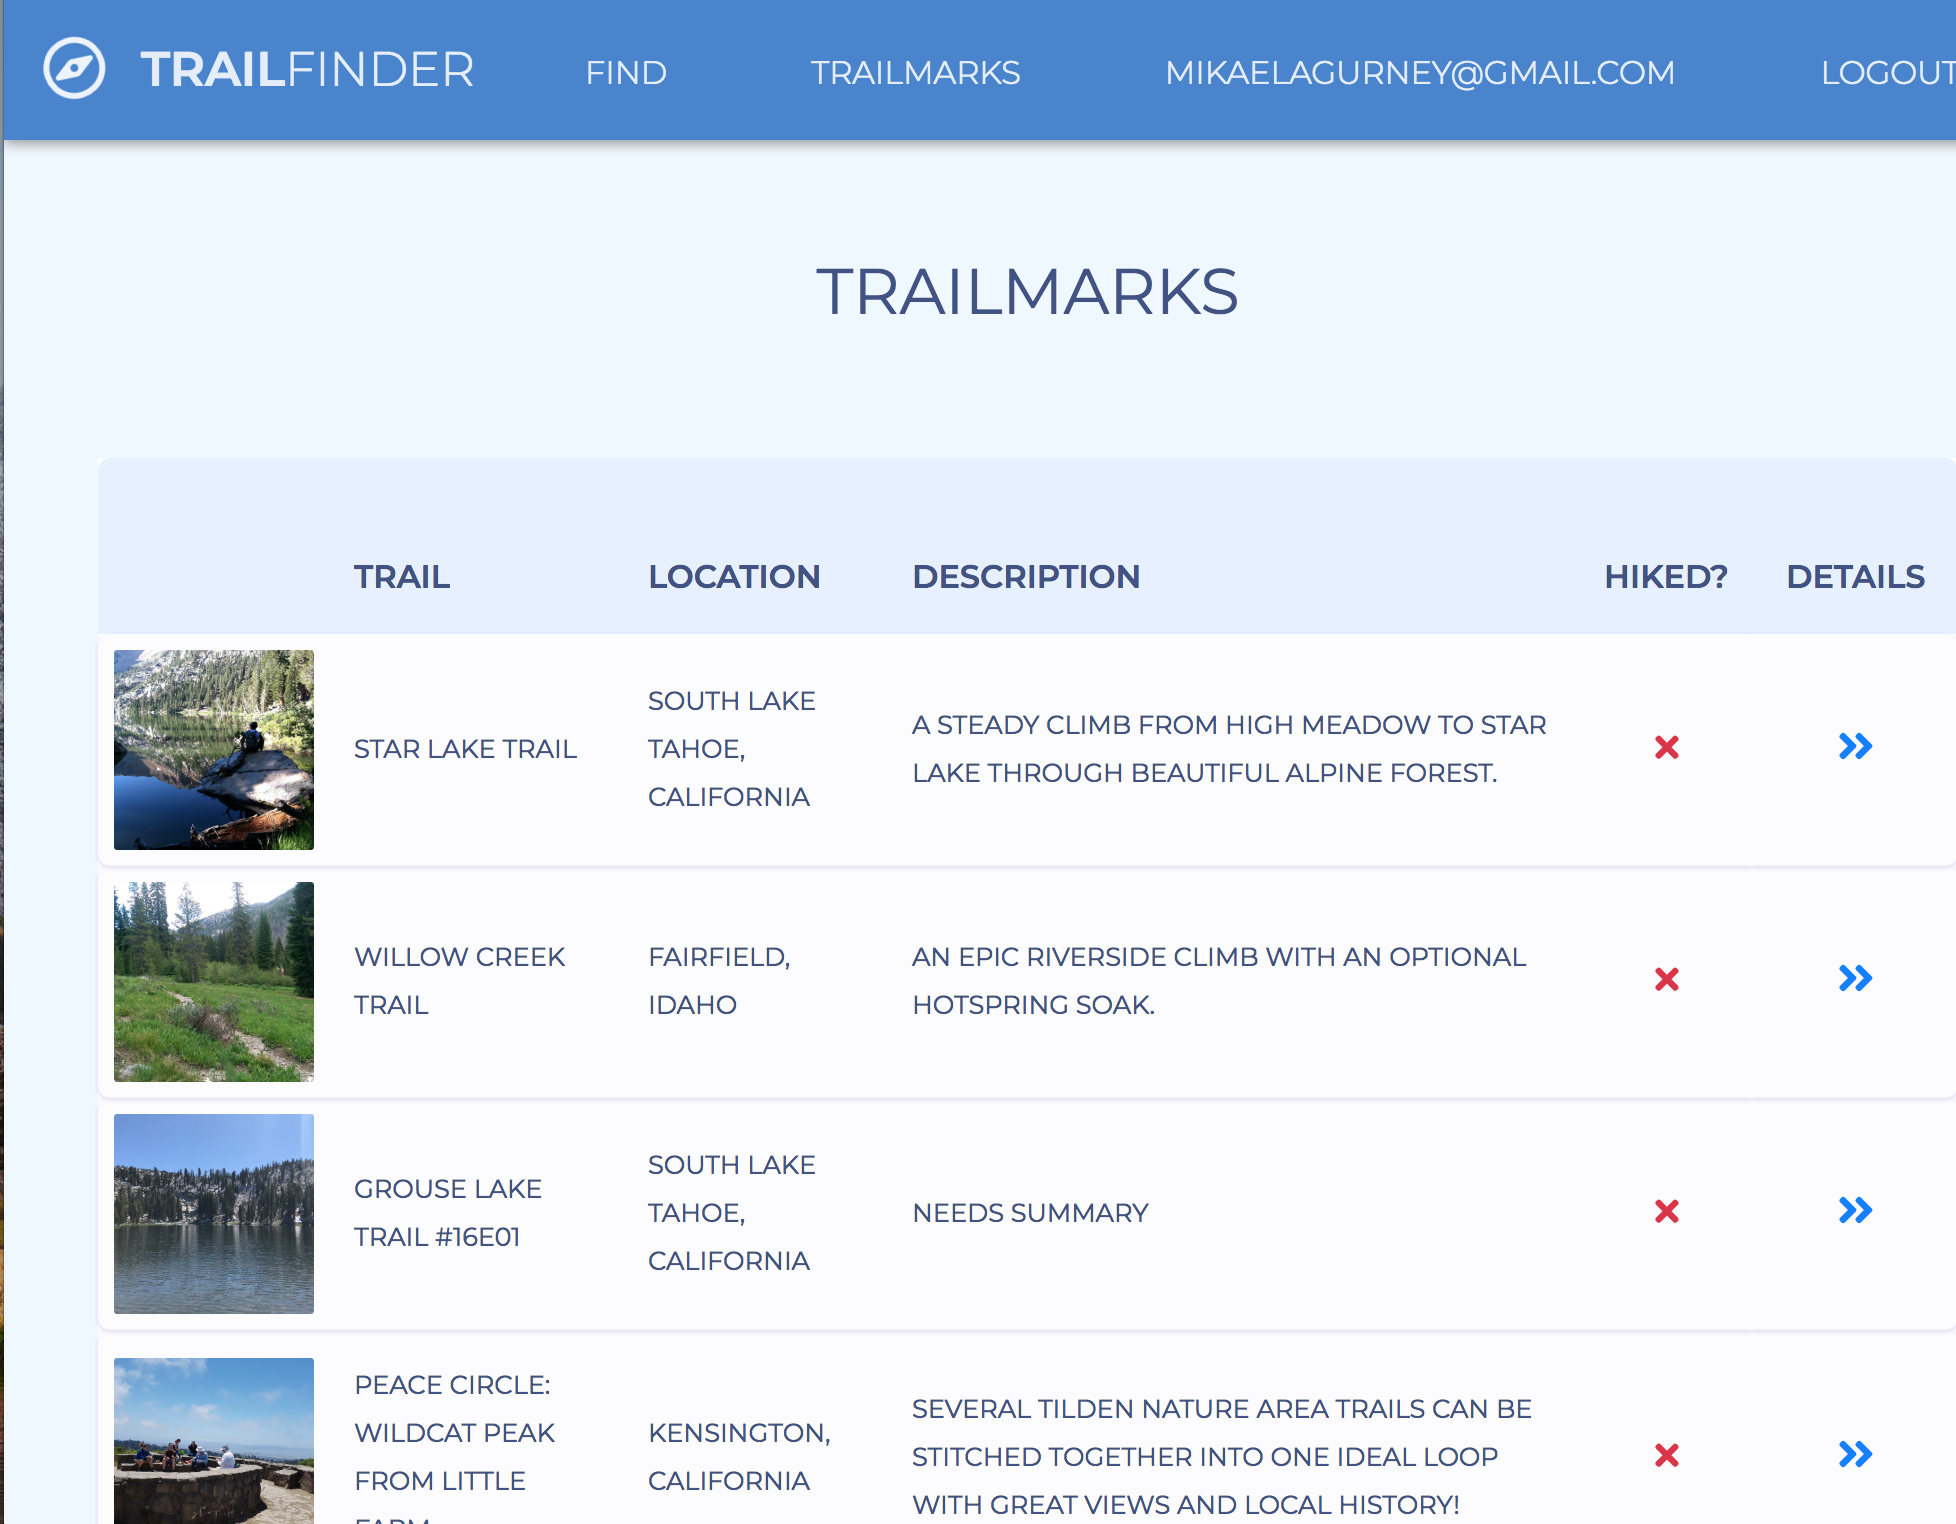 TRAILFINDER FIND TRAILMARKS MIKAELAGURNEY@GMAIL.COM LOGOUT
TRAILMARKS
TRAIL LOCATION DESCRIPTION HIKED? DETAILS
STAR LAKE TRAIL
SOUTH LAKE
TAHOE,
CALIFORNIA
A STEADY CLIMB FROM HIGH MEADOW TO STAR
LAKE THROUGH BEAUTIFUL ALPINE FOREST.
WILLOW CREEK
TRAIL
FAIRFIELD,
IDAHO
AN EPIC RIVERSIDE CLIMB WITH AN OPTIONAL
HOTSPRING SOAK.
GROUSE LAKE
TRAIL #16E01
SOUTH LAKE
TAHOE,
CALIFORNIA
NEEDS SUMMARY
PEACE CIRCLE:
WILDCAT PEAK
FROM LITTLE
FARM
KENSINGTON,
CALIFORNIA
SEVERAL TILDEN NATURE AREA TRAILS CAN BE
STITCHED TOGETHER INTO ONE IDEAL LOOP
WITH GREAT VIEWS AND LOCAL HISTORY!